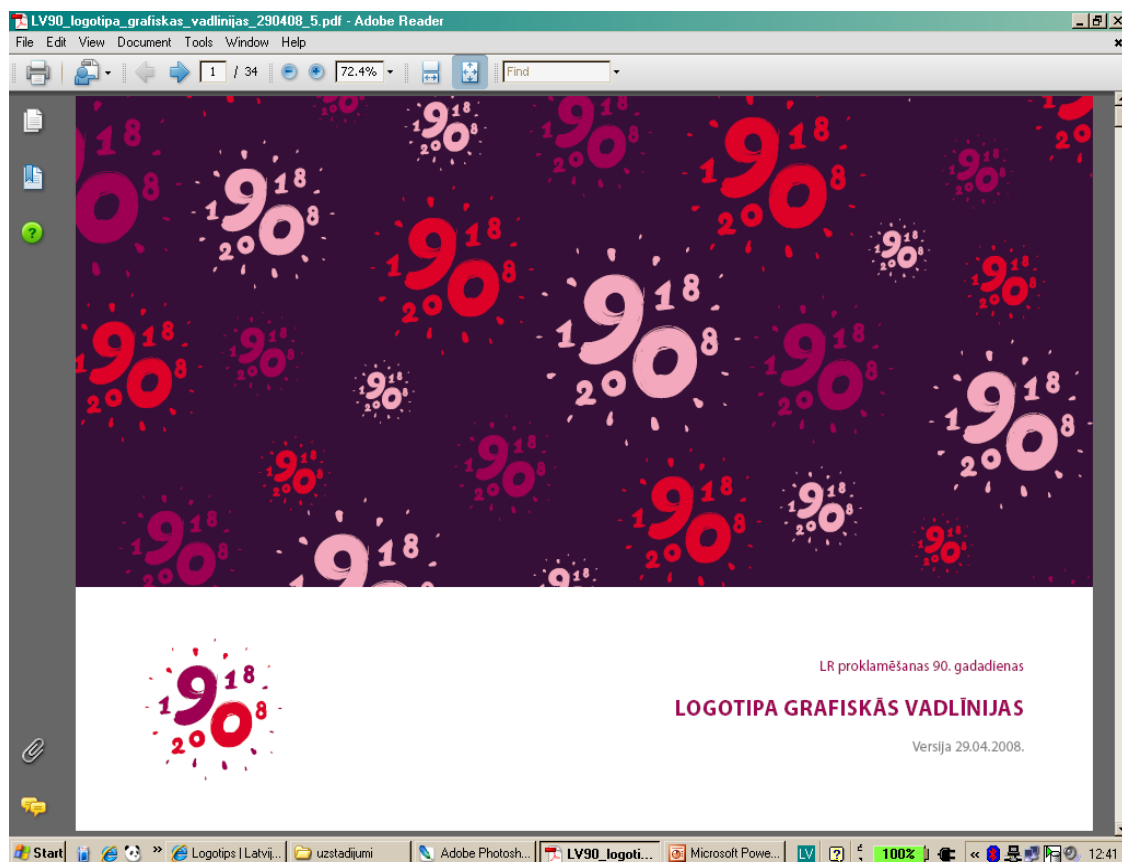 LV90_logotipa_grafiskas_vadlinijas_290408_5.pdf - Adobe Reader
File Edit View Document Tools Window Help
1 / 34 72.4% Find
1918
2008
LR proklamēšanas 90. gadadienas
LOGOTIPA GRAFISKĀS VADLĪNIJAS
Versija 29.04.2008.
Start » Logotips | Latvij... uzstadijumi Adobe Photosh... LV90_logoti... Microsoft Powe... LV 100% « 12:41